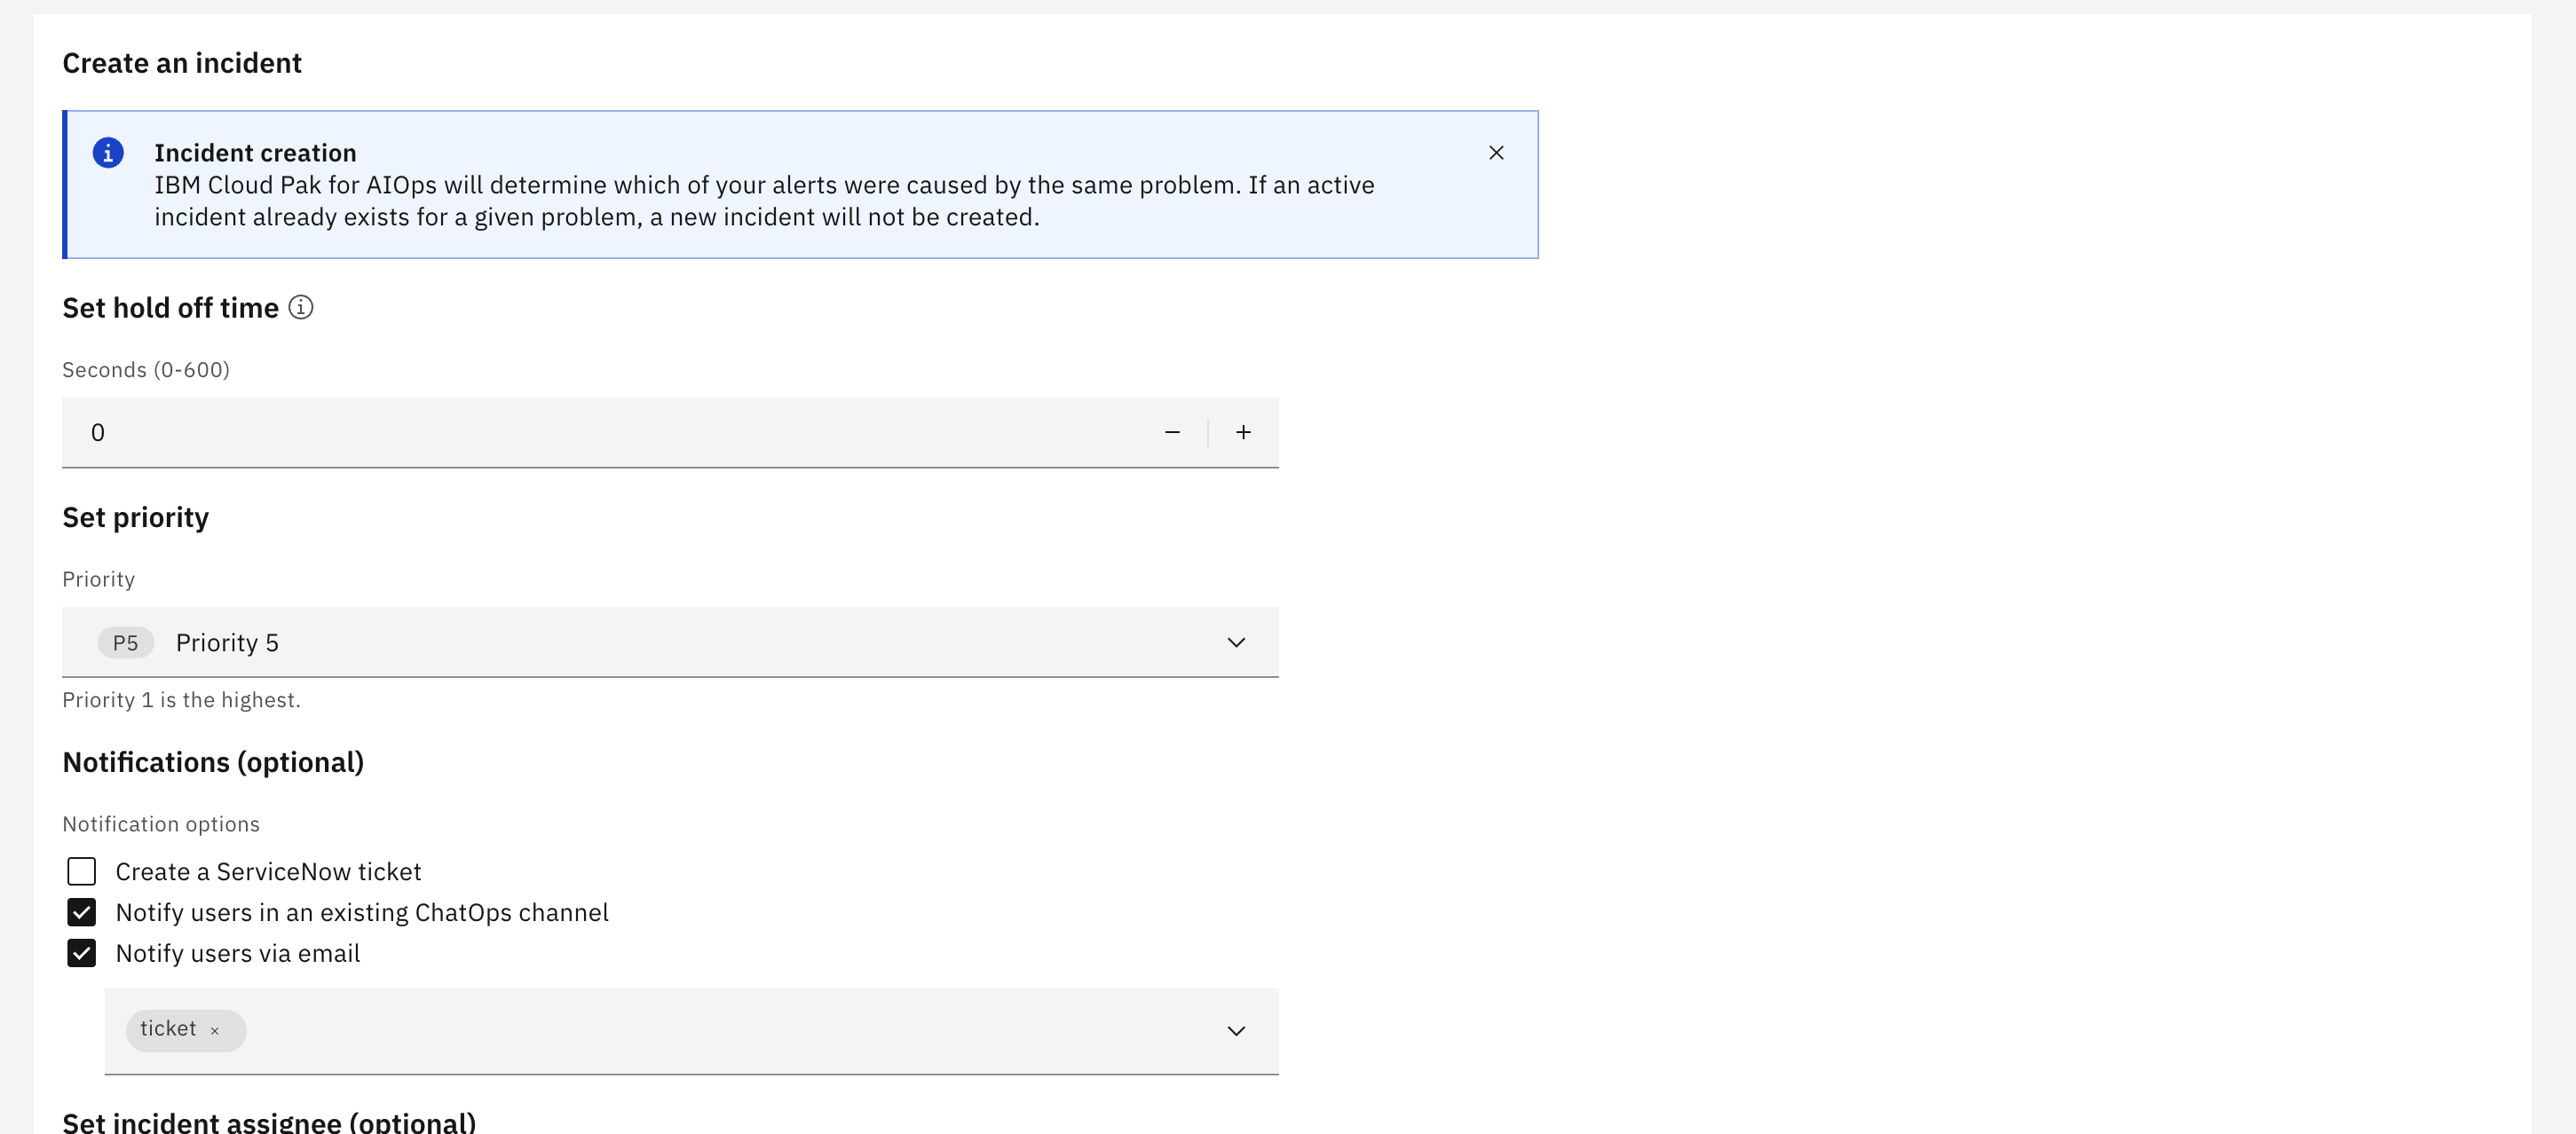 Create an incident
Incident creation
IBM Cloud Pak for AIOps will determine which of your alerts were caused by the same problem. If an active
incident already exists for a given problem, a new incident will not be created.
Set hold off time
Seconds (0-600)
0
Set priority
Priority
P5 Priority 5
Priority 1 is the highest.
Notifications (optional)
Notification options
Create a ServiceNow ticket
Notify users in an existing ChatOps channel
Notify users via email
ticket ×
Set incident assignee (optional)